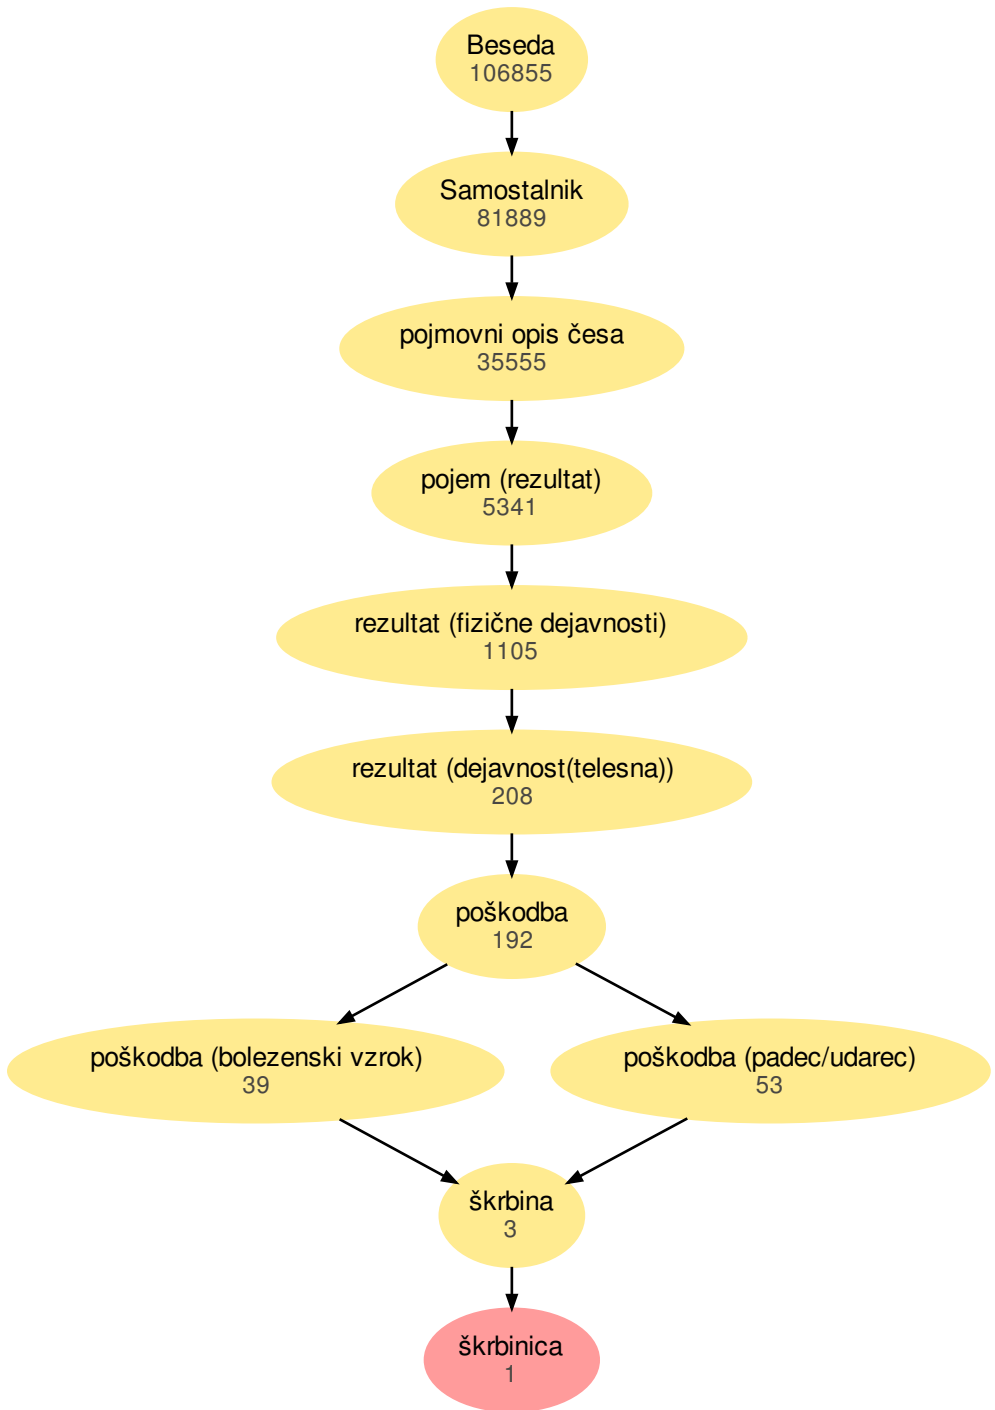 Beseda
106855
Samostalnik
81889
pojmovni opis česa
35555
pojem (rezultat)
5341
rezultat (fizične dejavnosti)
1105
rezultat (dejavnost(telesna))
208
poškodba
192
poškodba (bolezenski vzrok)
39
poškodba (padec/udarec)
53
škrbina
3
škrbinica
1